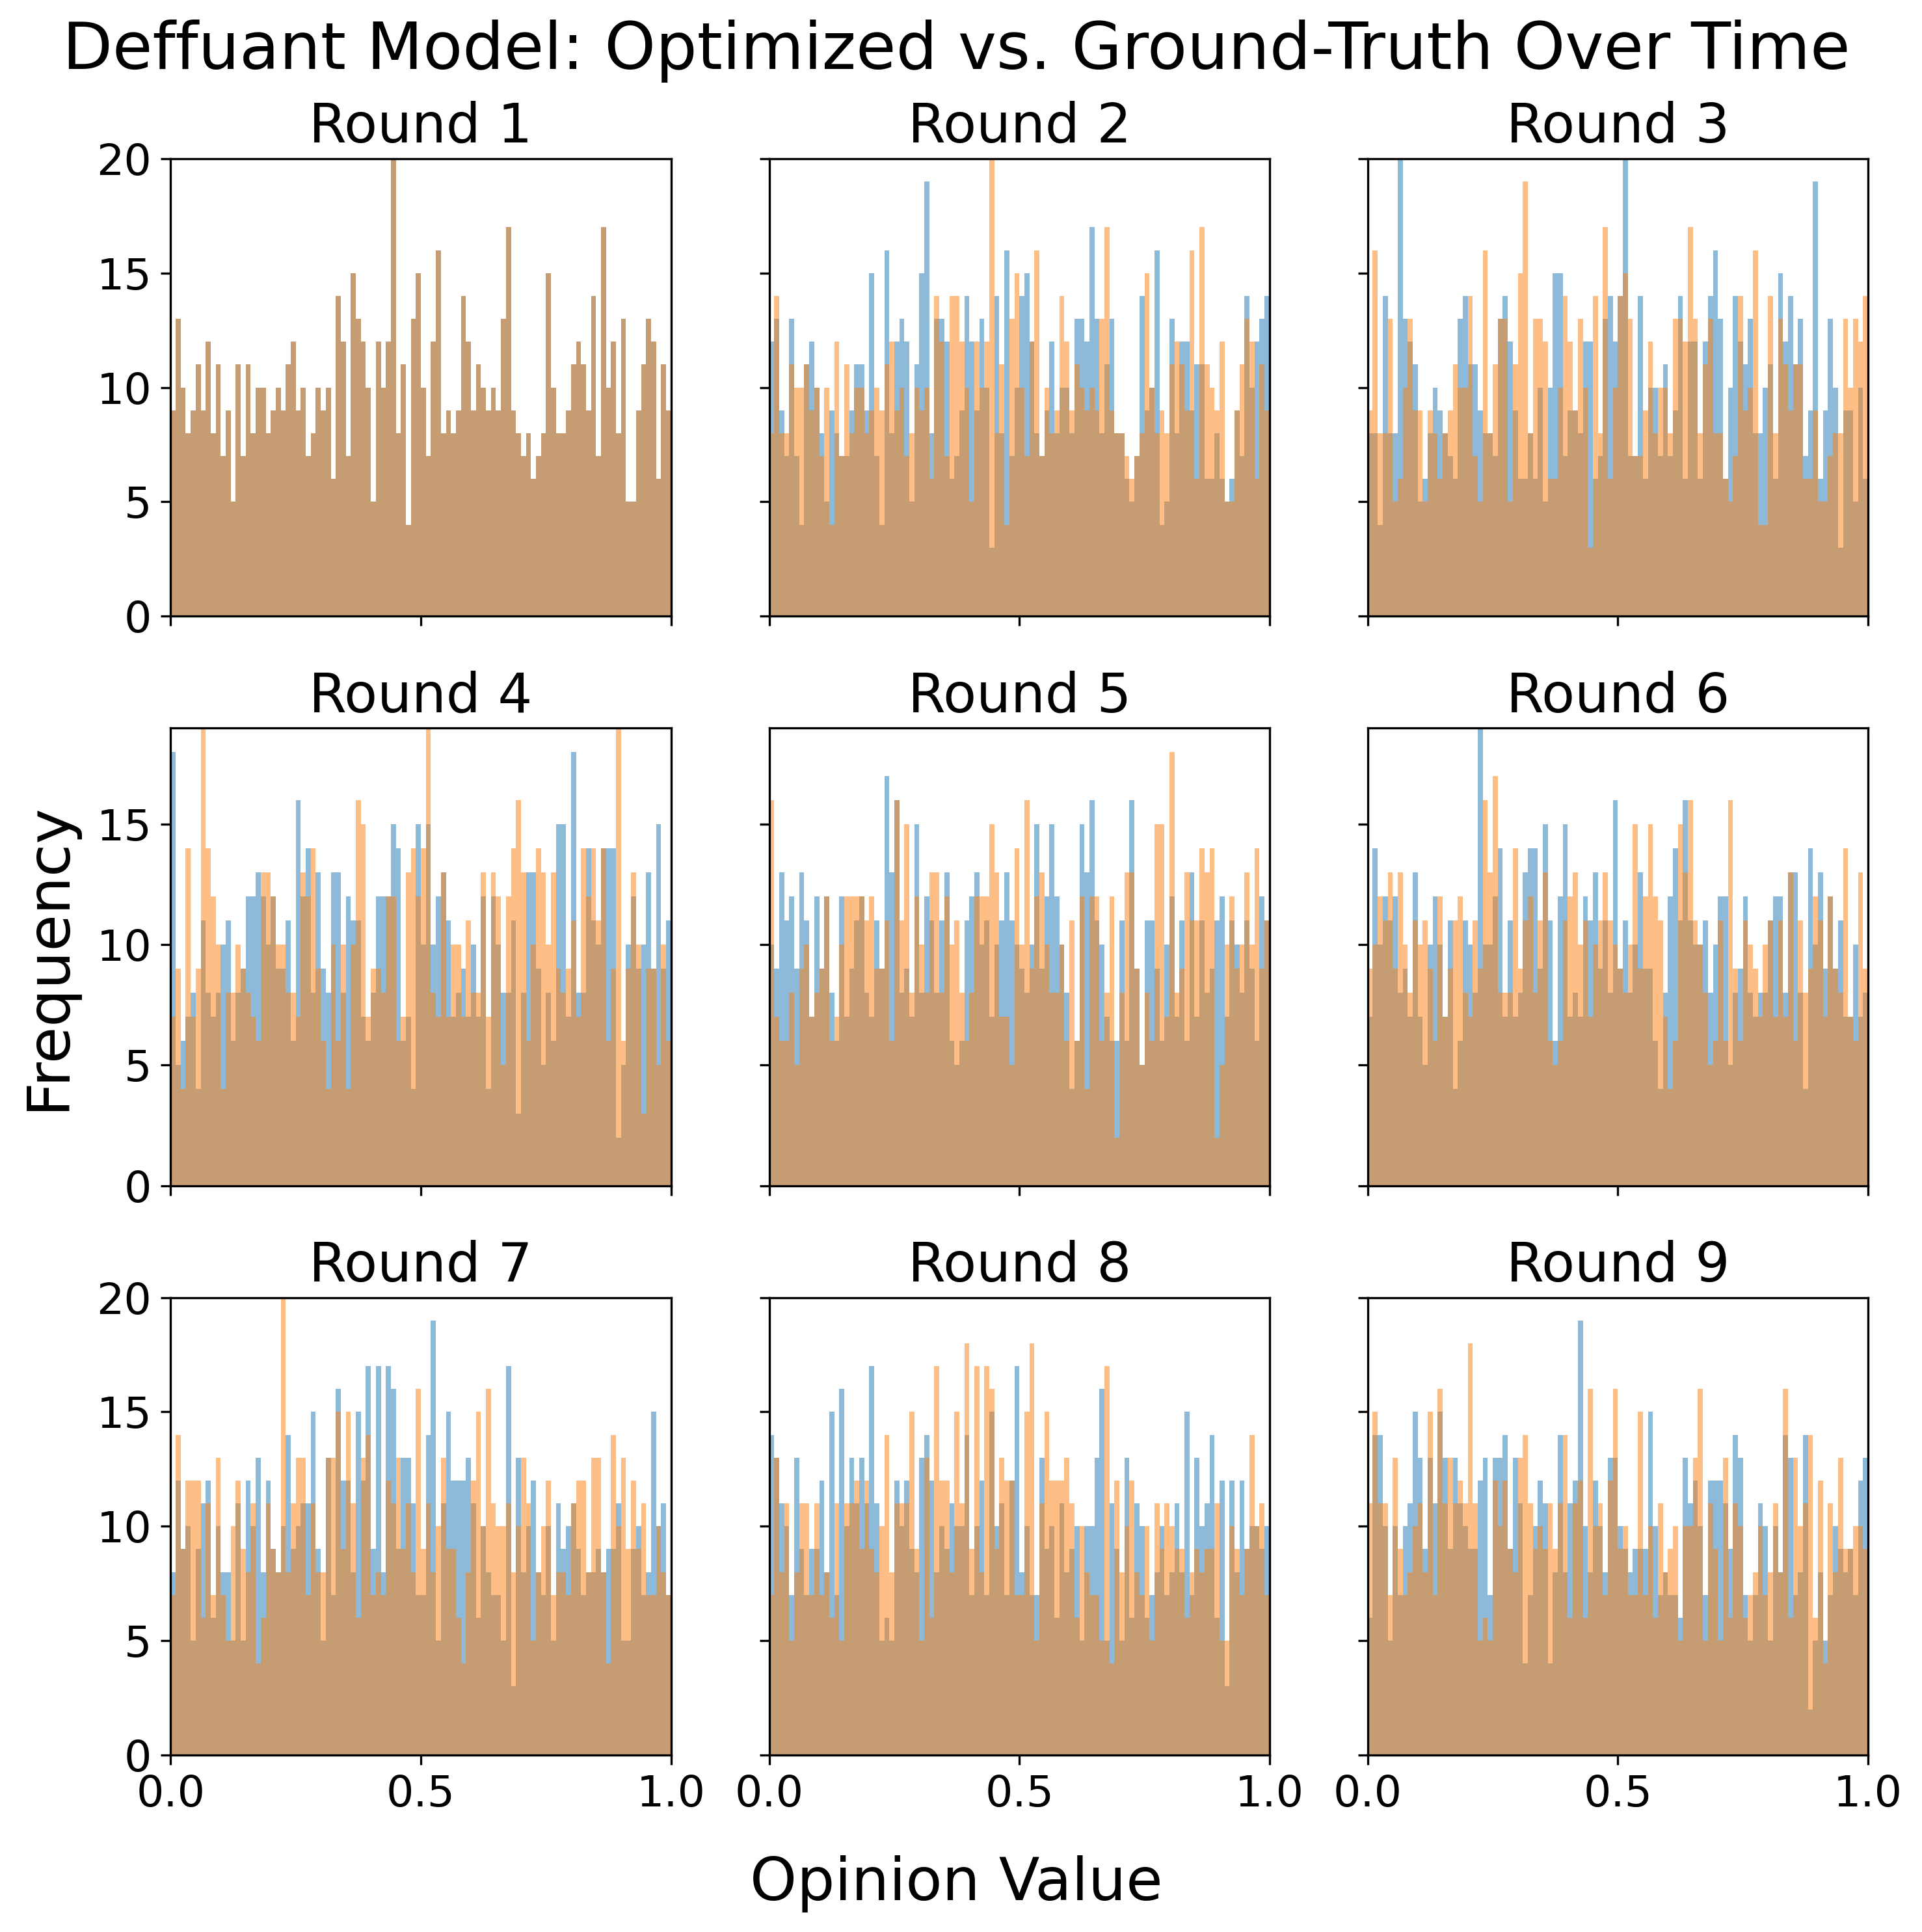 Deffuant Model: Optimized vs. Ground-Truth Over Time
Round 1
Round 2
Round 3
20
15
10
5
0
Round 4
Round 5
Round 6
15
10
5
0
Frequency
Round 7
Round 8
Round 9
20
15
10
5
0
0.0 0.5 1.0 0.0 0.5 1.0 0.0 0.5 1.0
Opinion Value